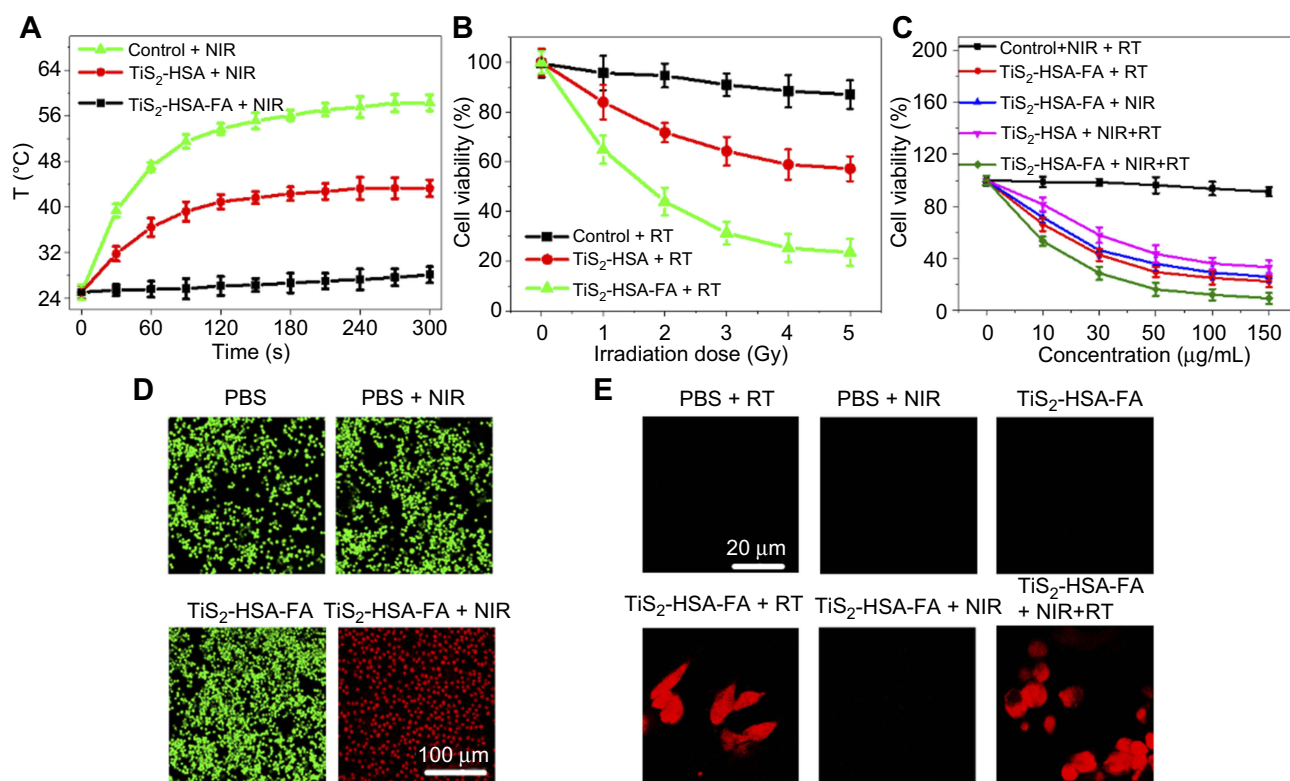 A
Control + NIR
TiS₂-HSA + NIR
TiS₂-HSA-FA + NIR
64
56
48
40
32
24
T (°C)
0 60 120 180 240 300
Time (s)
B
100
80
60
40
20
0
Cell viability (%)
Control + RT
TiS₂-HSA + RT
TiS₂-HSA-FA + RT
0 1 2 3 4 5
Irradiation dose (Gy)
C
200
160
120
80
40
0
Cell viability (%)
Control+NIR + RT
TiS₂-HSA-FA + RT
TiS₂-HSA-FA + NIR
TiS₂-HSA + NIR+RT
TiS₂-HSA-FA + NIR+RT
0 10 30 50 100 150
Concentration (μg/mL)
D
PBS PBS + NIR
TiS₂-HSA-FA TiS₂-HSA-FA + NIR
100 μm
E
PBS + RT PBS + NIR TiS₂-HSA-FA
20 μm
TiS₂-HSA-FA + RT TiS₂-HSA-FA + NIR TiS₂-HSA-FA
+ NIR+RT